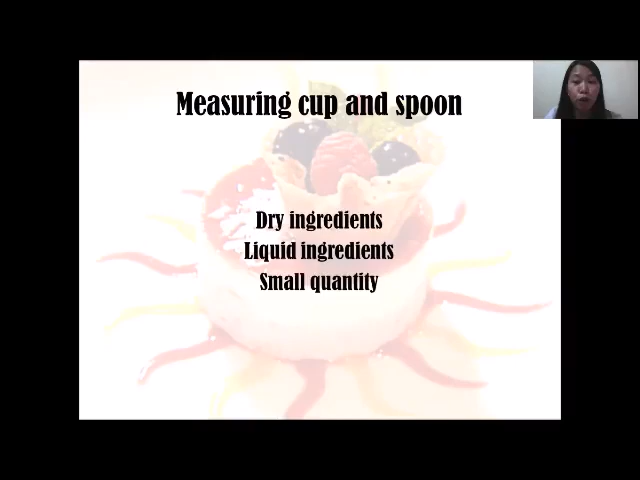 Measuring cup and spoon
Dry ingredients
Liquid ingredients
Small quantity